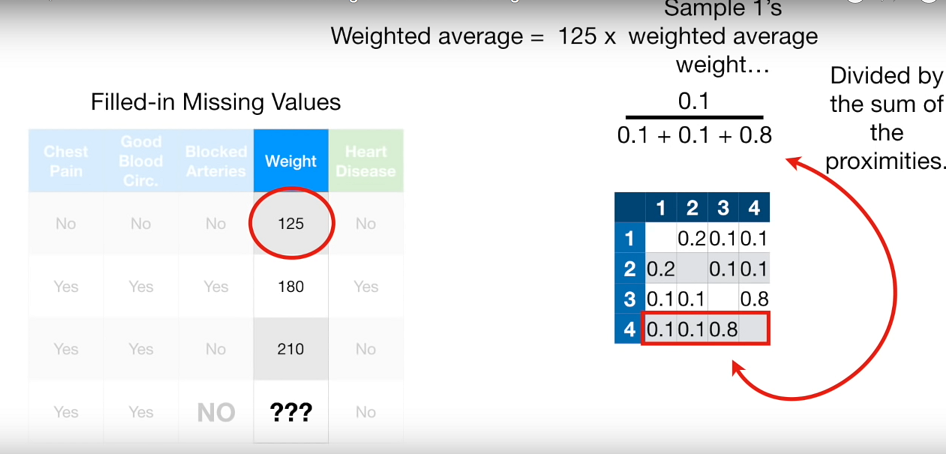 Sample 1's
Weighted average = 125 x weighted average
weight...
0.1
0.1 + 0.1 + 0.8
Divided by
the sum of
the
proximities.
Filled-in Missing Values
Chest Pain Good Blood Circ. Blocked Arteries Weight Heart Disease
No No No 125 No
Yes Yes Yes 180 Yes
Yes Yes No 210 No
Yes Yes NO ??? No
1 2 3 4
1 0.2 0.1 0.1
2 0.2 0.1 0.1
3 0.1 0.1 0.8
4 0.1 0.1 0.8